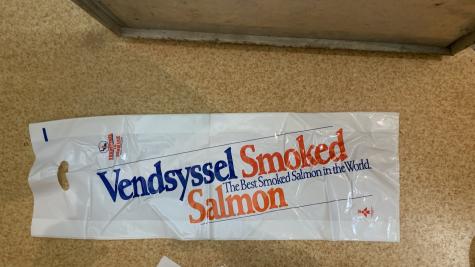 Vendsyssel Smoked
The Best Smoked Salmon in the World.
Salmon